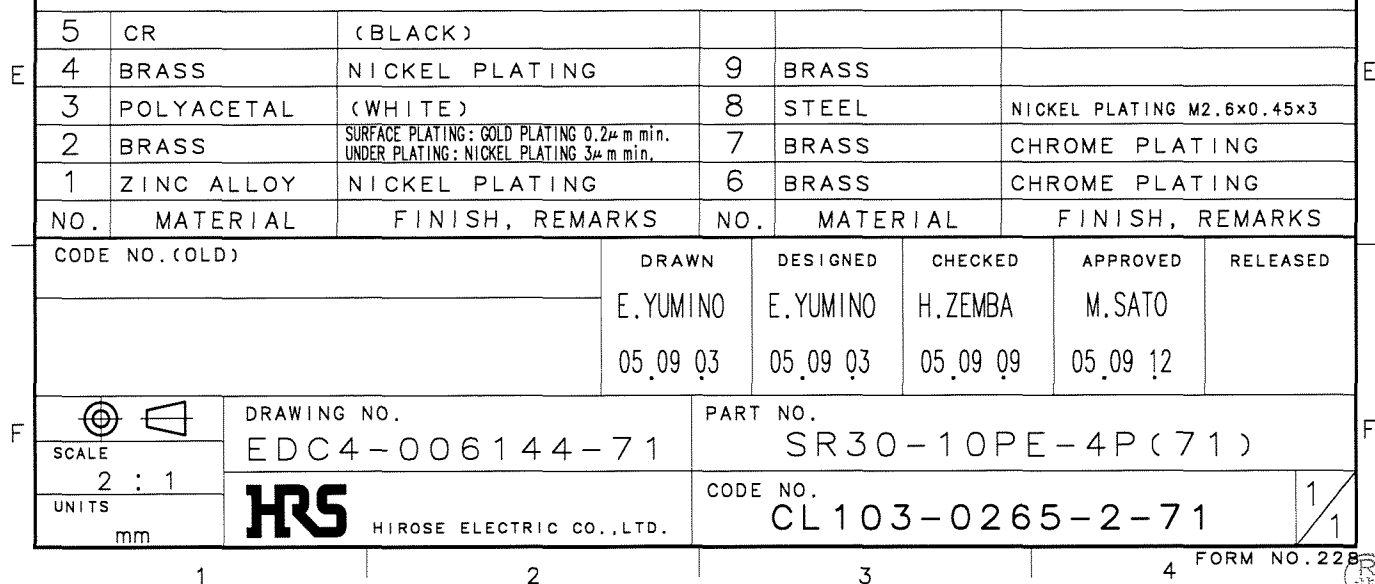 5 CR (BLACK)
E 4 BRASS NICKEL PLATING 9 BRASS E
3 POLYACETAL (WHITE) 8 STEEL NICKEL PLATING M2.6×0.45×3
2 BRASS SURFACE PLATING: GOLD PLATING 0.2μm min. 7 BRASS CHROME PLATING
UNDER PLATING: NICKEL PLATING 3μm min.
1 ZINC ALLOY NICKEL PLATING 6 BRASS CHROME PLATING
NO. MATERIAL FINISH, REMARKS NO. MATERIAL FINISH, REMARKS
CODE NO.(OLD) DRAWN DESIGNED CHECKED APPROVED RELEASED
E.YUMINO E.YUMINO H.ZEMBA M.SATO
05.09.03 05.09.03 05.09.09 05.09.12
DRAWING NO. PART NO.
F EDC4-006144-71 SR30-10PE-4P(71) F
SCALE
2 : 1
UNITS
mm
HRS HIROSE ELECTRIC CO.,LTD.
CODE NO.
CL103-0265-2-71 1/1
FORM NO.228
1 2 3 4